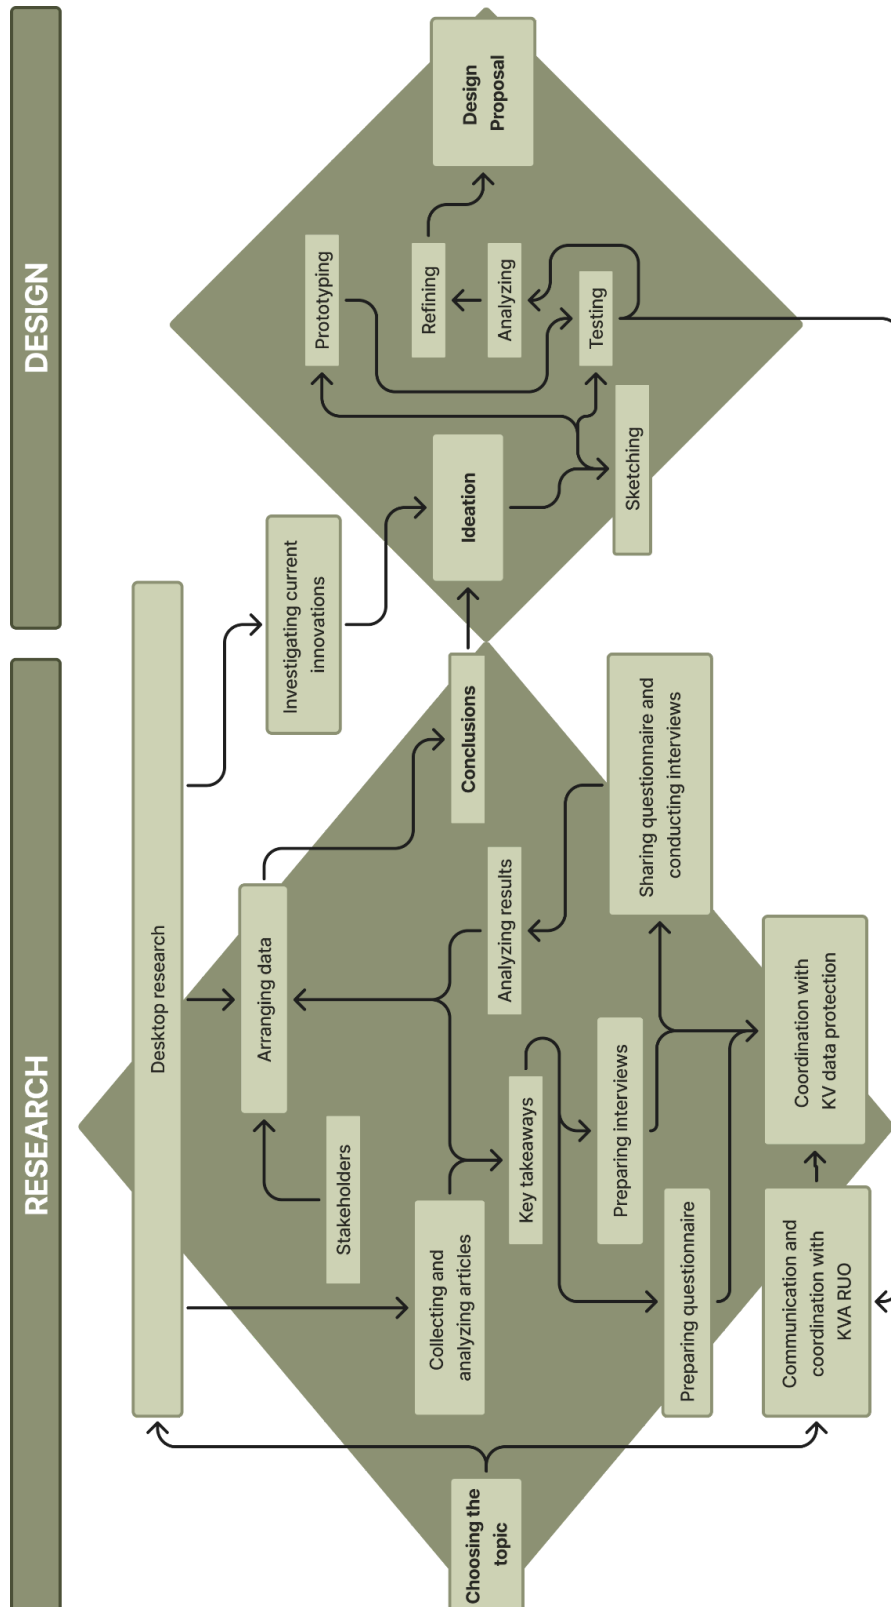 RESEARCH
DESIGN
Desktop research
Investigating current
innovations
Arranging data
Stakeholders
Collecting and
analyzing articles
Choosing the
topic
Conclusions
Analyzing results
Key takeaways
Preparing interviews
Preparing questionnaire
Sharing questionnaire and
conducting interviews
Communication and
coordination with
KVA RUO
Coordination with
KV data protection
Ideation
Sketching
Prototyping
Testing
Analyzing
Refining
Design
Proposal